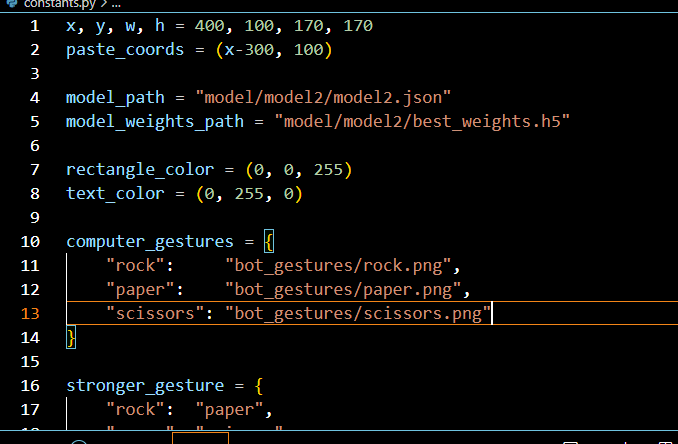 constants.py > ...
1 x, y, w, h = 400, 100, 170, 170
2 paste_coords = (x-300, 100)
3
4 model_path = "model/model2/model2.json"
5 model_weights_path = "model/model2/best_weights.h5"
6
7 rectangle_color = (0, 0, 255)
8 text_color = (0, 255, 0)
9
10 computer_gestures = {
11     "rock":     "bot_gestures/rock.png",
12     "paper":    "bot_gestures/paper.png",
13     "scissors": "bot_gestures/scissors.png"
14 }
15
16 stronger_gesture = {
17     "rock":  "paper",